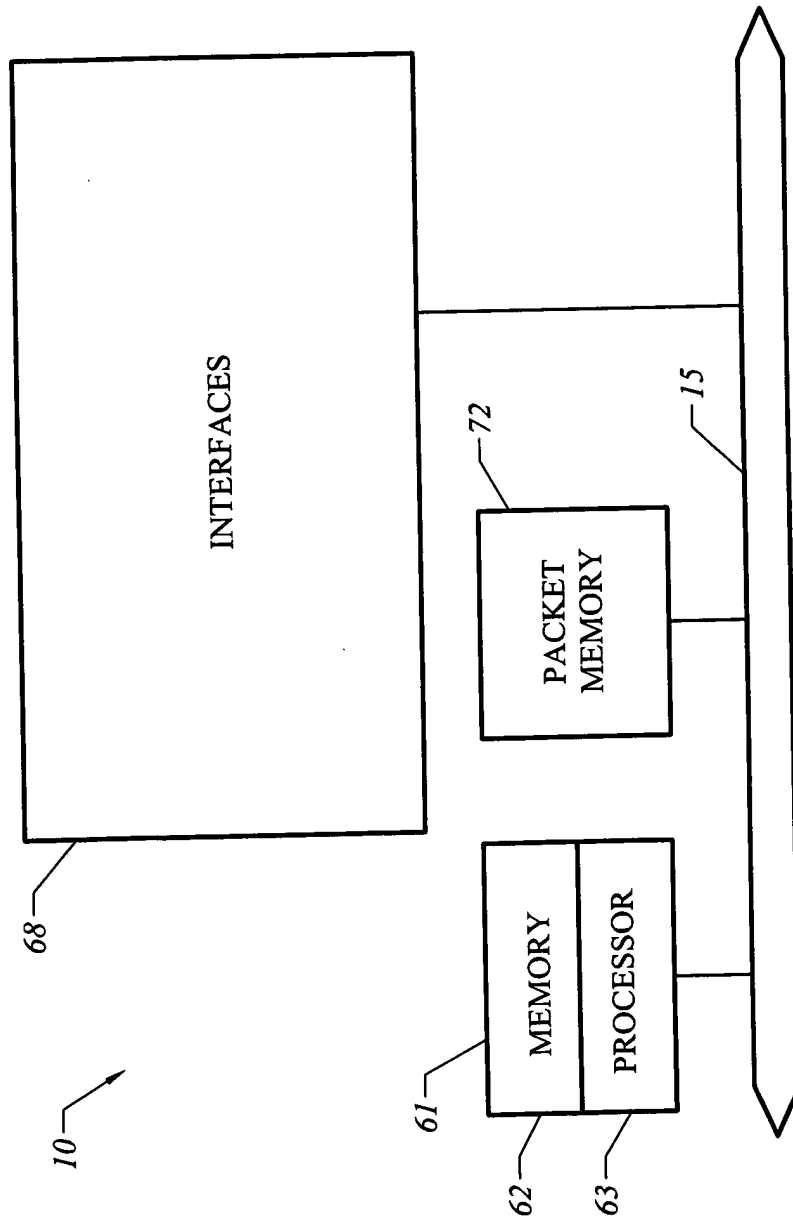 10
68
INTERFACES
61
62
MEMORY
63
PROCESSOR
72
PACKET
MEMORY
15